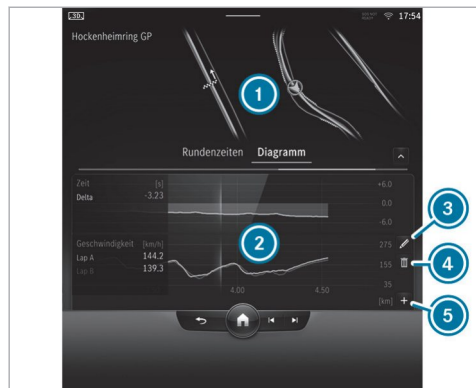 SD
17:54
Hockenheimring GP
1
Rundenzeiten Diagramm
Zeit [s]
Delta -3.23
+6.0
0.0
-6.0
3
Geschwindigkeit [km/h]
Lap A 144.2
Lap B 139.3
2
275
155
35
4
4.00 4.50
[km]
5